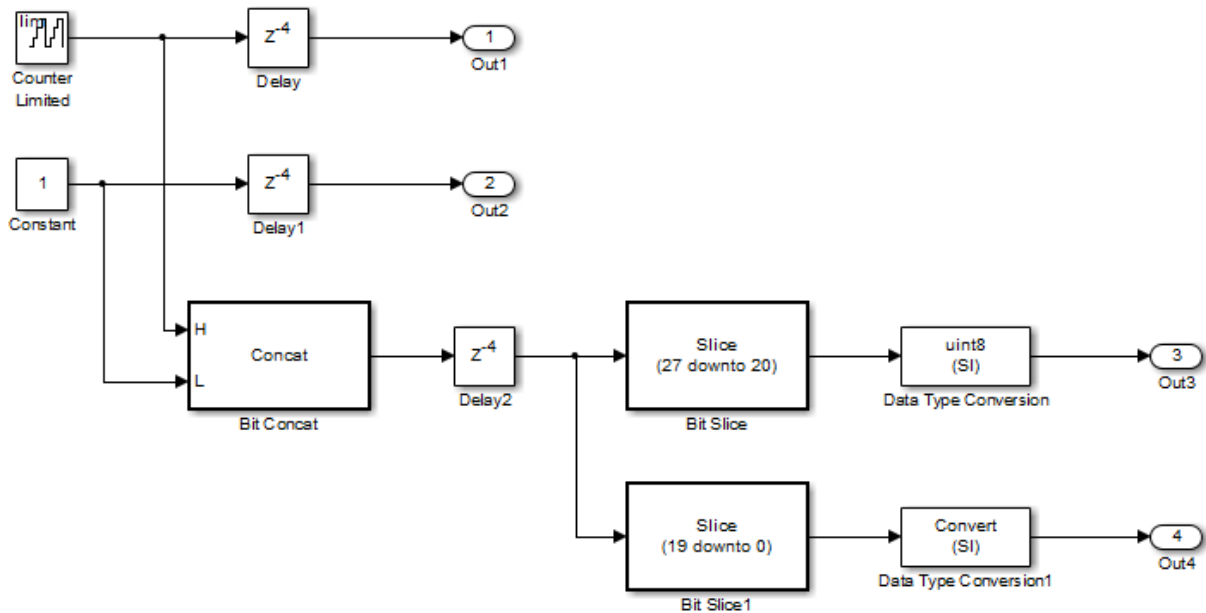 lim
Counter
Limited
Z-4
Delay
1
Out1
1
Constant
Z-4
Delay1
2
Out2
H
L
Concat
Bit Concat
Z-4
Delay2
Slice
(27 downto 20)
Bit Slice
uint8
(SI)
Data Type Conversion
3
Out3
Slice
(19 downto 0)
Bit Slice1
Convert
(SI)
Data Type Conversion1
4
Out4